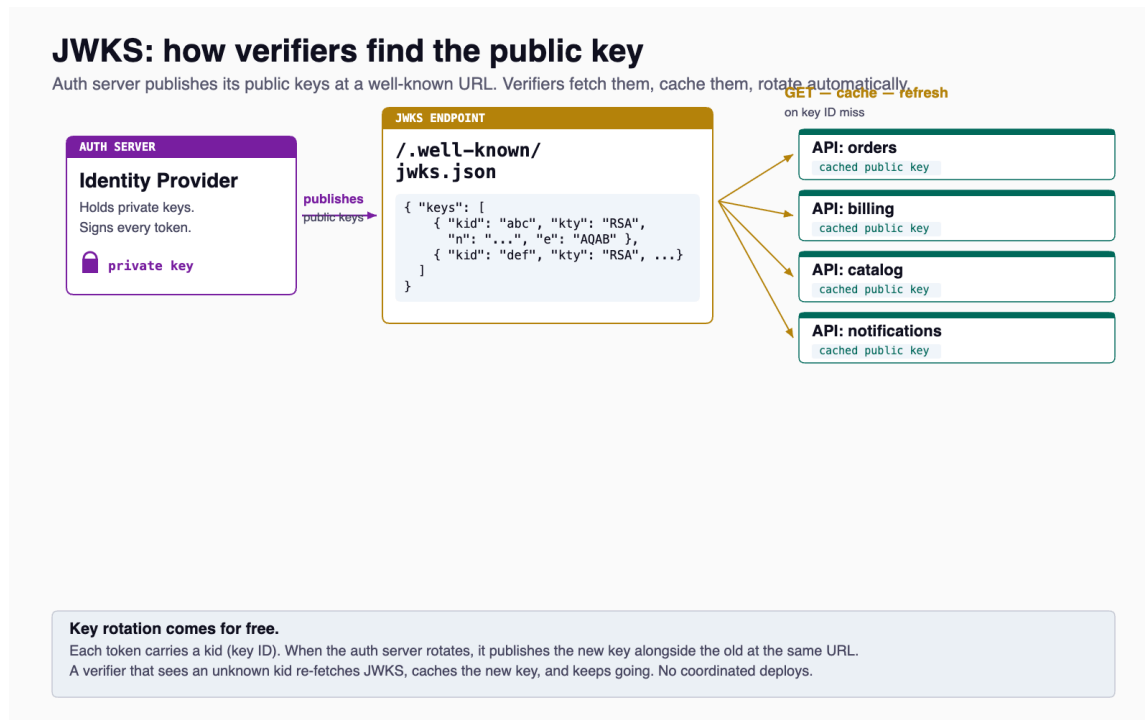 JWKS: how verifiers find the public key
Auth server publishes its public keys at a well-known URL. Verifiers fetch them, cache them, rotate automatically.
GET — cache — refresh
on key ID miss
AUTH SERVER
Identity Provider
Holds private keys.
Signs every token.
private key
publishes
public keys
JWKS ENDPOINT
/.well-known/
jwks.json
{ "keys": [
{ "kid": "abc", "kty": "RSA",
"n": "...", "e": "AQAB" },
{ "kid": "def", "kty": "RSA", ...}
]
}
API: orders
cached public key
API: billing
cached public key
API: catalog
cached public key
API: notifications
cached public key
Key rotation comes for free.
Each token carries a kid (key ID). When the auth server rotates, it publishes the new key alongside the old at the same URL.
A verifier that sees an unknown kid re-fetches JWKS, caches the new key, and keeps going. No coordinated deploys.